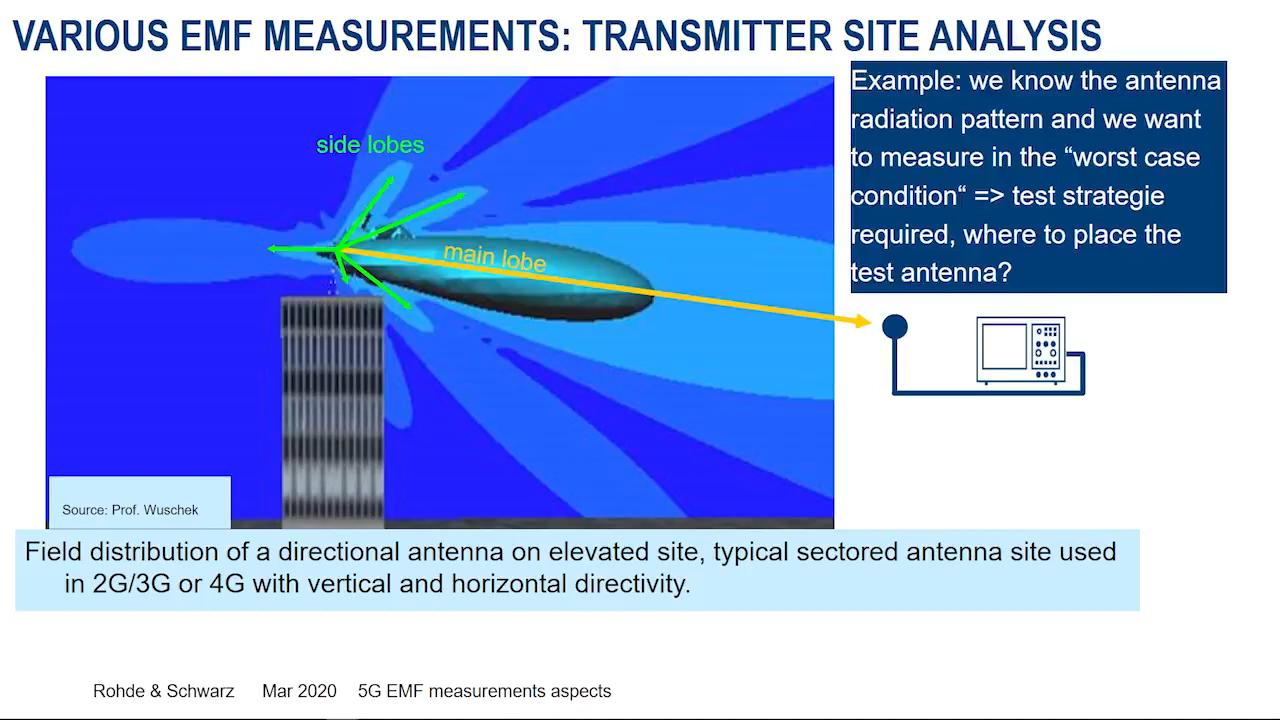 VARIOUS EMF MEASUREMENTS: TRANSMITTER SITE ANALYSIS
Example: we know the antenna
radiation pattern and we want
to measure in the “worst case
condition“ => test strategie
required, where to place the
test antenna?
side lobes
main lobe
Source: Prof. Wuschek
Field distribution of a directional antenna on elevated site, typical sectored antenna site used
in 2G/3G or 4G with vertical and horizontal directivity.
Rohde & Schwarz Mar 2020 5G EMF measurements aspects